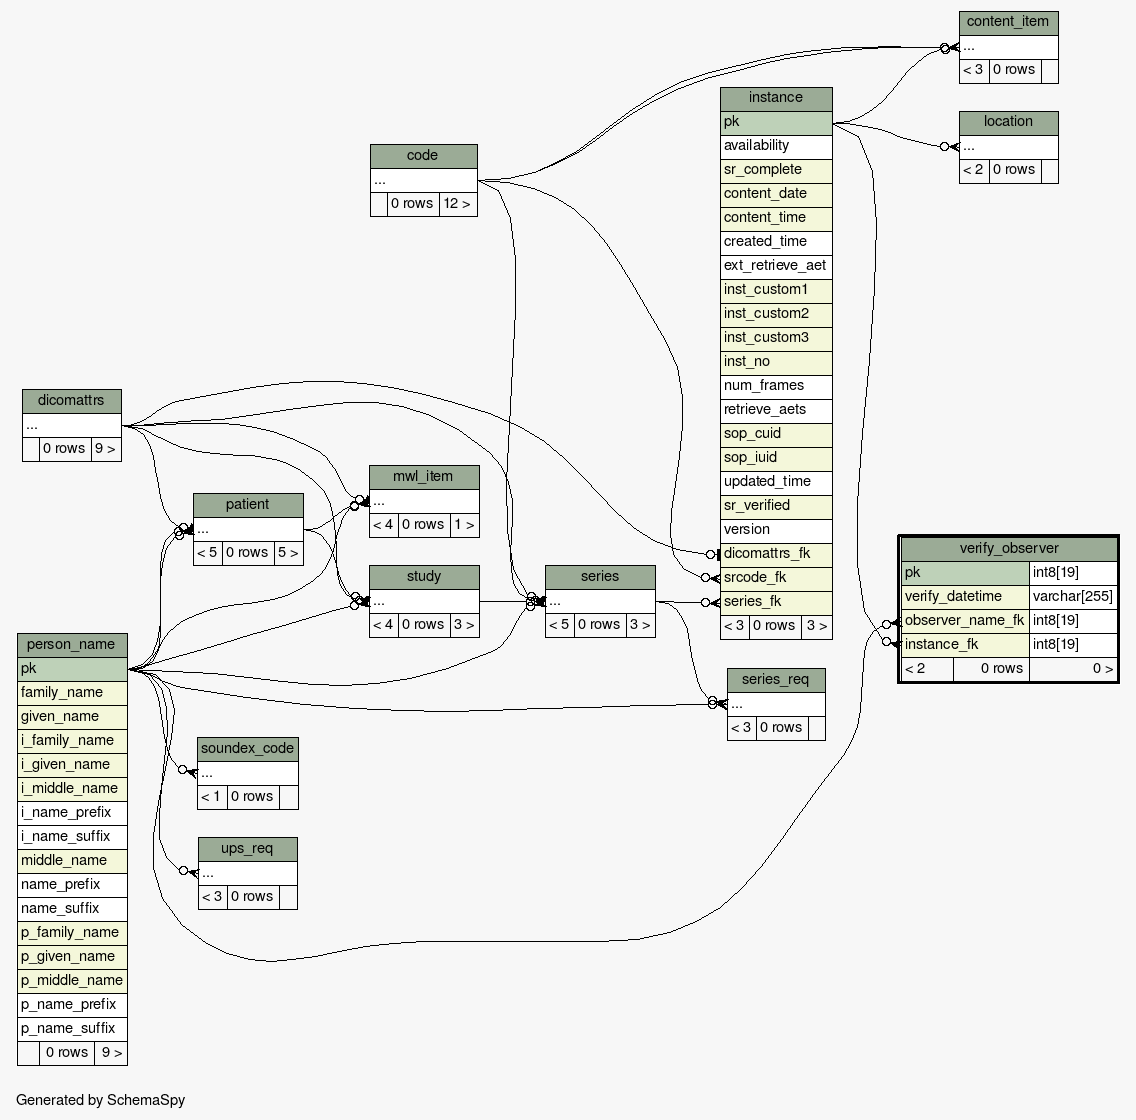 content_item
...
< 3 0 rows
instance
pk
availability
sr_complete
content_date
content_time
created_time
ext_retrieve_aet
inst_custom1
inst_custom2
inst_custom3
inst_no
num_frames
retrieve_aets
sop_cuid
sop_iuid
updated_time
sr_verified
version
dicomattrs_fk
srcode_fk
series_fk
< 3 0 rows 3 >
location
...
< 2 0 rows
code
...
0 rows 12 >
dicomattrs
...
0 rows 9 >
mwl_item
...
< 4 0 rows 1 >
patient
...
< 5 0 rows 5 >
study
...
< 4 0 rows 3 >
series
...
< 5 0 rows 3 >
verify_observer
pk int8[19]
verify_datetime varchar[255]
observer_name_fk int8[19]
instance_fk int8[19]
< 2 0 rows 0 >
person_name
pk
family_name
given_name
i_family_name
i_given_name
i_middle_name
i_name_prefix
i_name_suffix
middle_name
name_prefix
name_suffix
p_family_name
p_given_name
p_middle_name
p_name_prefix
p_name_suffix
0 rows 9 >
series_req
...
< 3 0 rows
soundex_code
...
< 1 0 rows
ups_req
...
< 3 0 rows
Generated by SchemaSpy